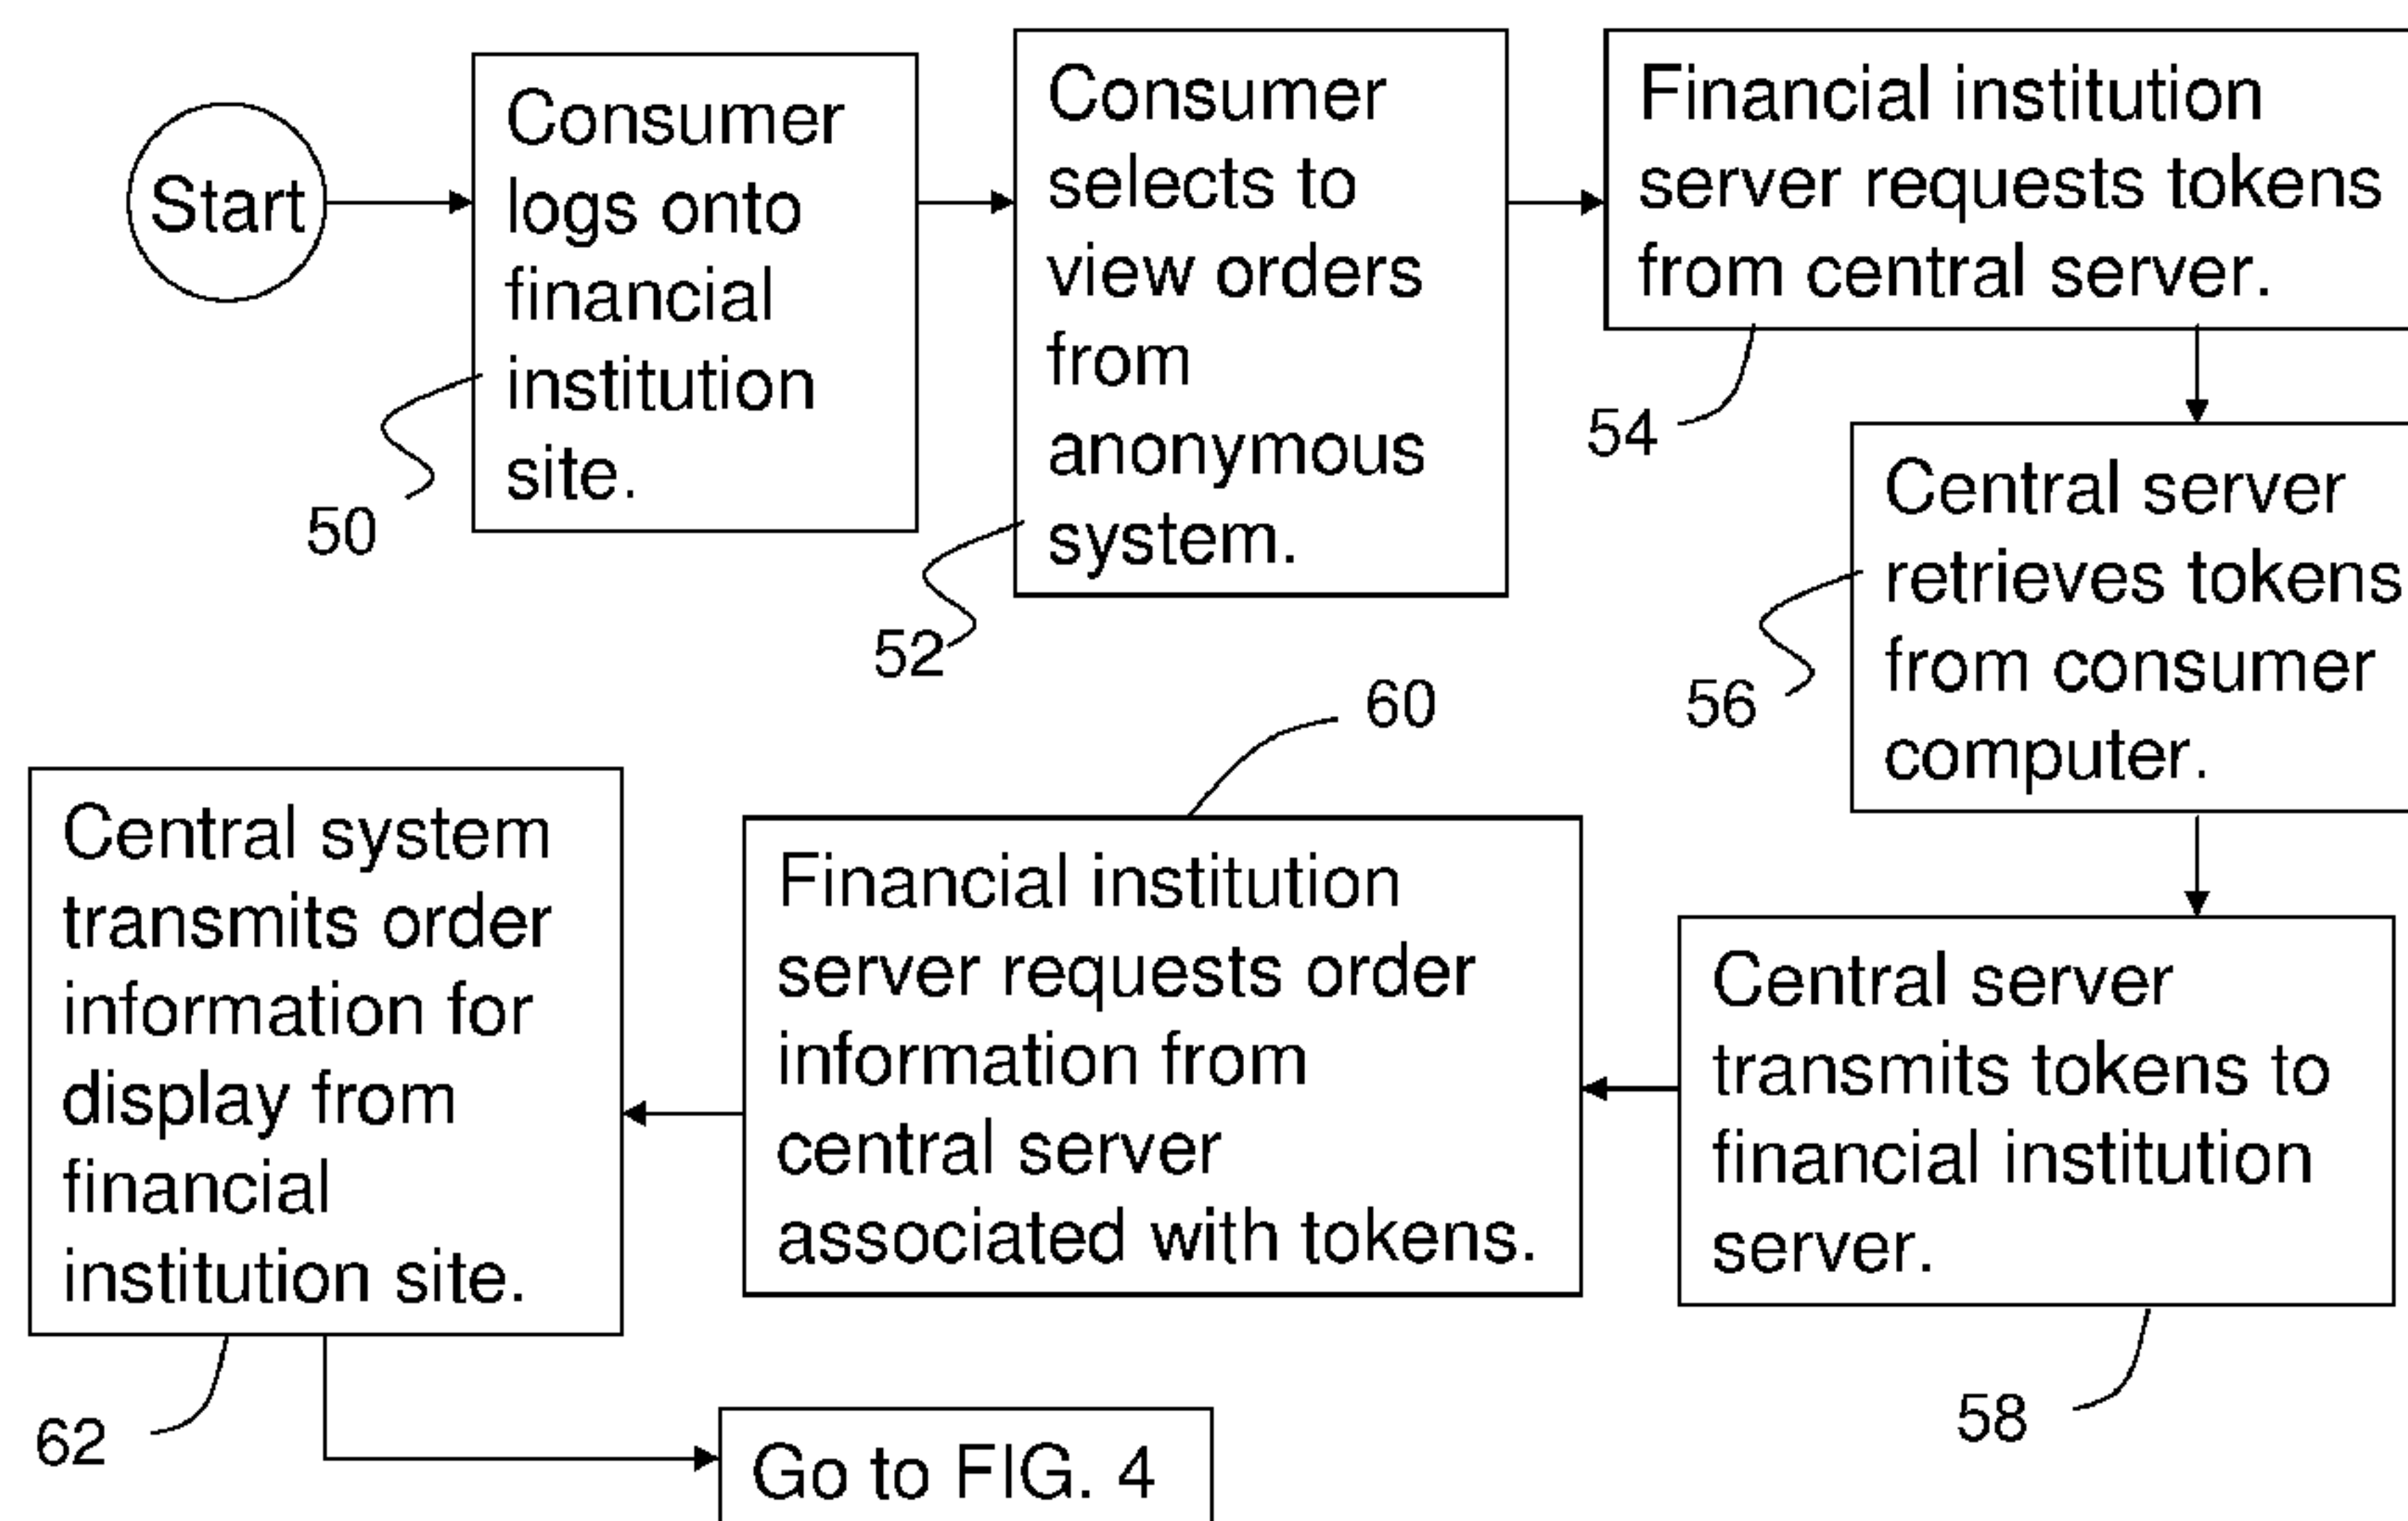 Start
Consumer
logs onto
financial
institution
site.
50
Consumer
selects to
view orders
from
anonymous
system.
52
Financial institution
server requests tokens
from central server.
54
Central server
retrieves tokens
from consumer
computer.
56
Central server
transmits tokens to
financial institution
server.
58
60
Financial institution
server requests order
information from
central server
associated with tokens.
Central system
transmits order
information for
display from
financial
institution site.
62
Go to FIG. 4